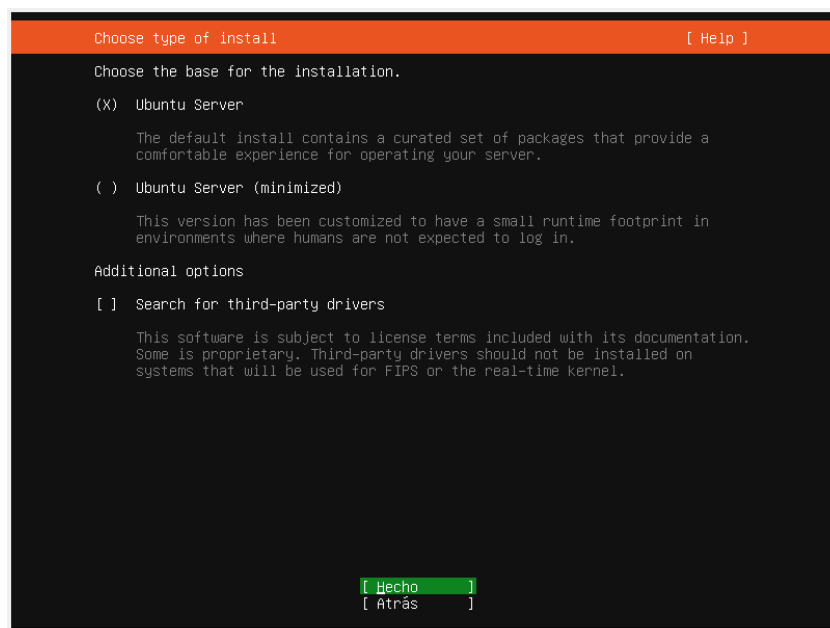 Choose type of install [ Help ]
Choose the base for the installation.
(X) Ubuntu Server
The default install contains a curated set of packages that provide a
comfortable experience for operating your server.
( ) Ubuntu Server (minimized)
This version has been customized to have a small runtime footprint in
environments where humans are not expected to log in.
Additional options
[ ] Search for third-party drivers
This software is subject to license terms included with its documentation.
Some is proprietary. Third-party drivers should not be installed on
systems that will be used for FIPS or the real-time kernel.
[ Hecho ]
[ Atrás ]